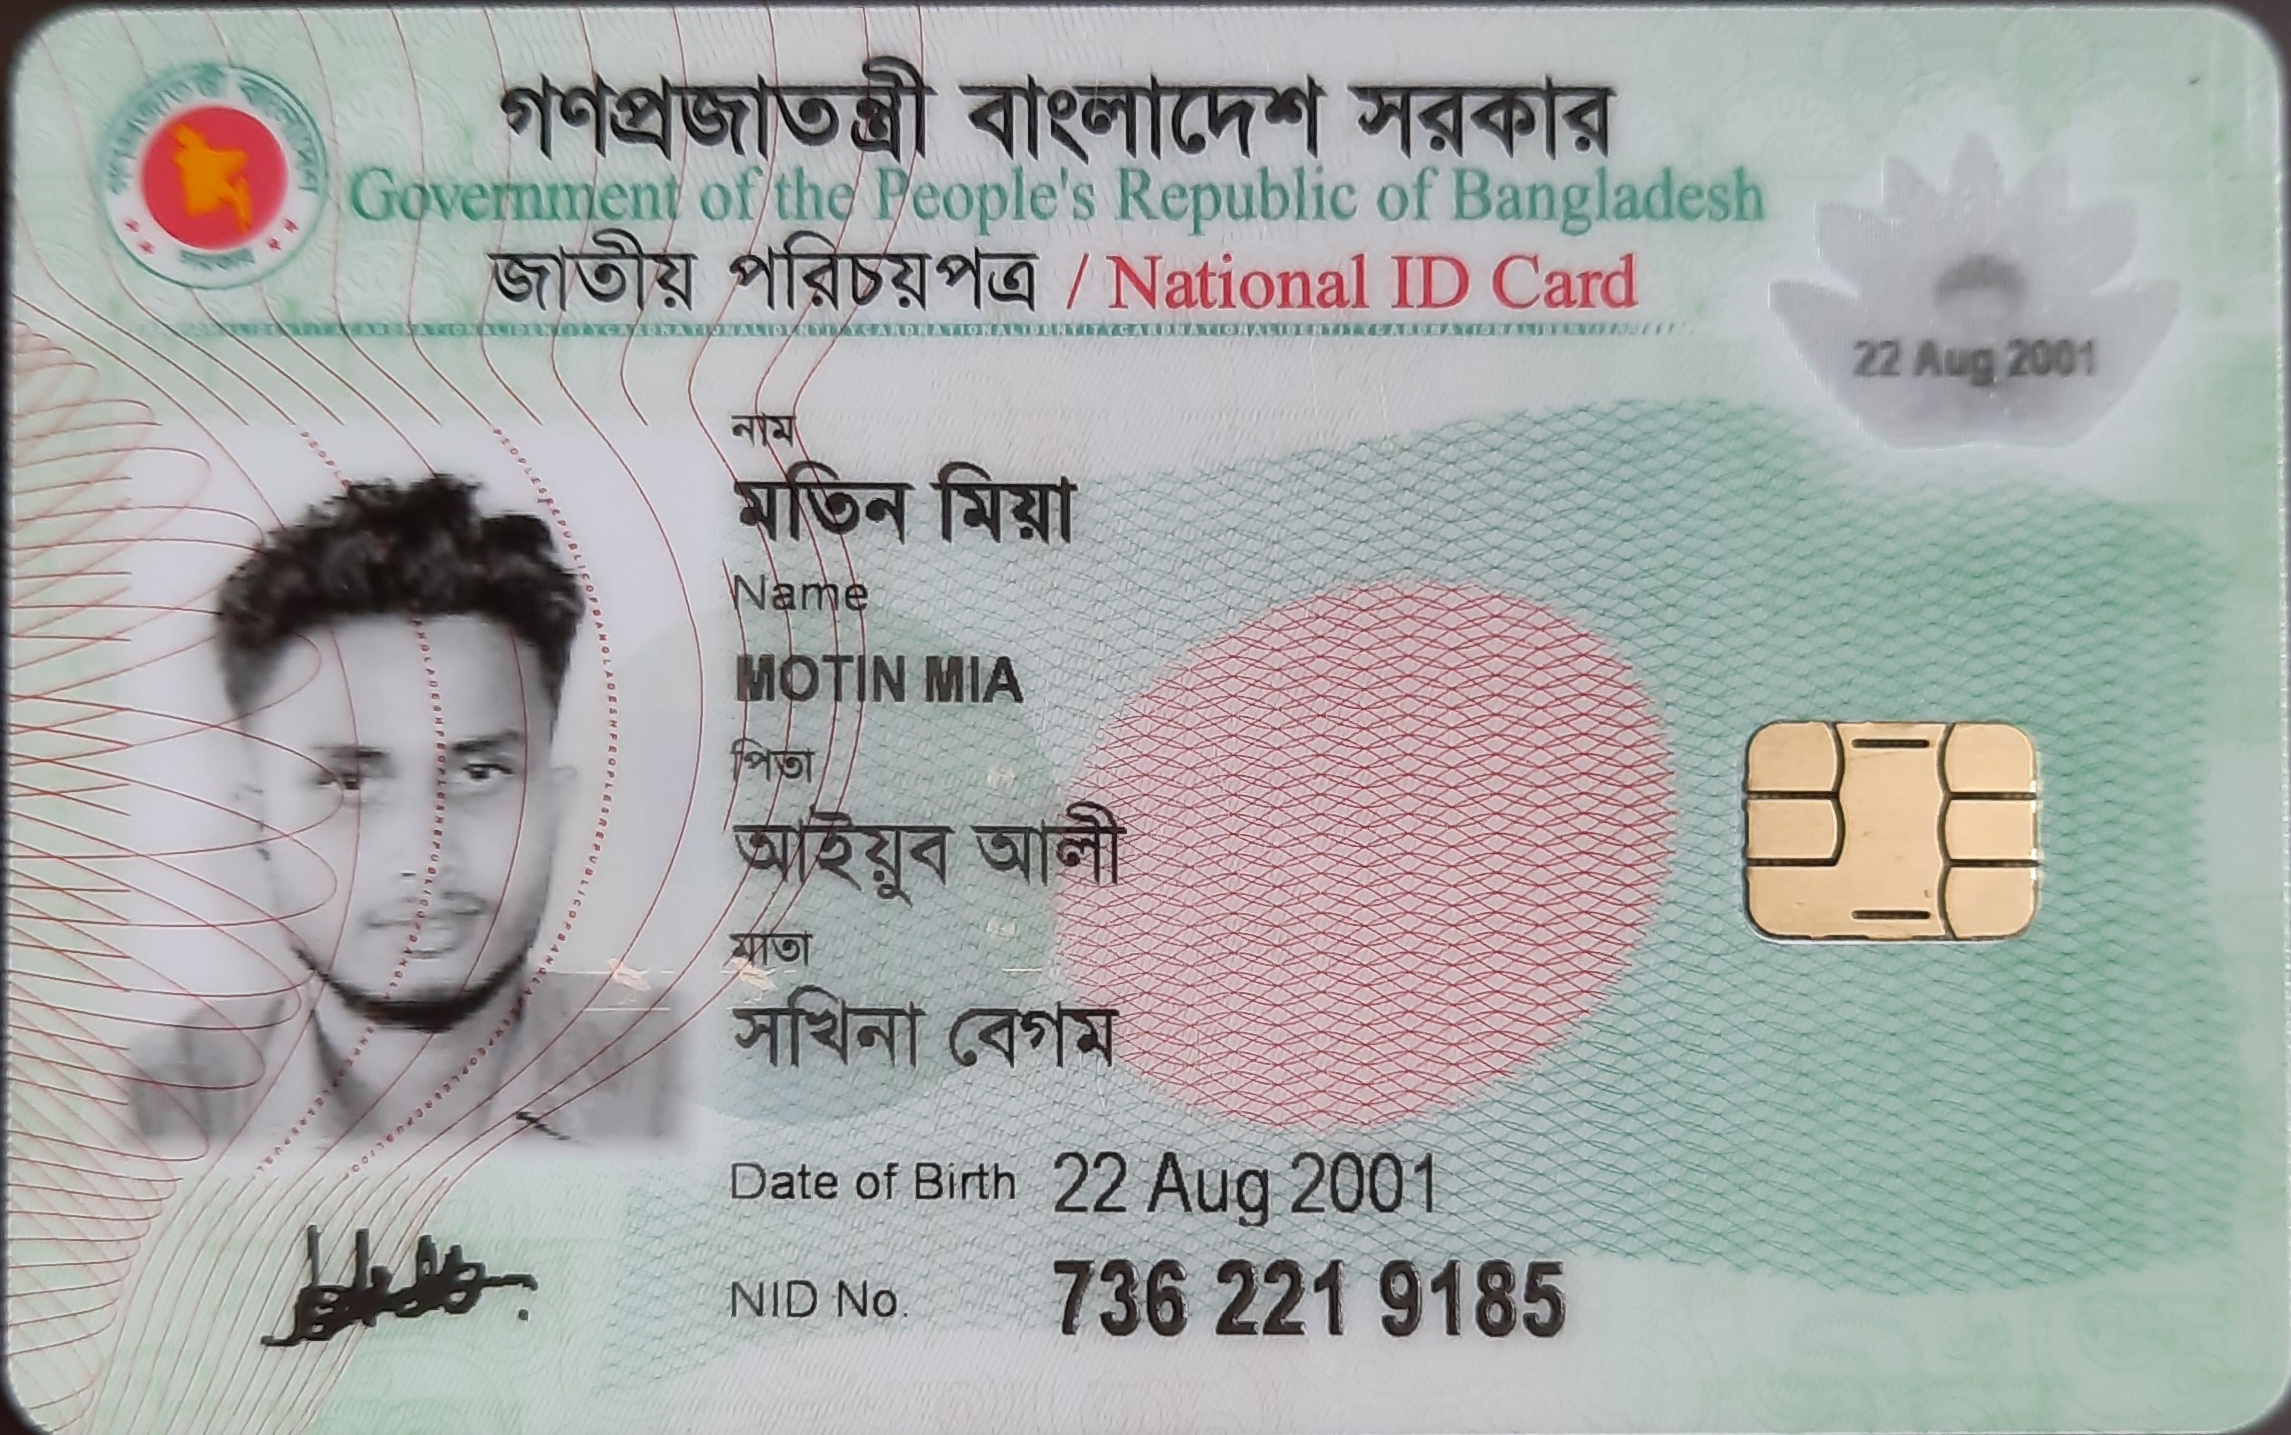 গণপ্রজাতন্ত্রী বাংলাদেশ সরকার
Government of the People's Republic of Bangladesh
জাতীয় পরিচয়পত্র / National ID Card
22 Aug 2001
নাম
মতিন মিয়া
Name
MOTIN MIA
পিতা
আইয়ুব আলী
মাতা
সখিনা বেগম
Date of Birth 22 Aug 2001
NID No. 736 221 9185